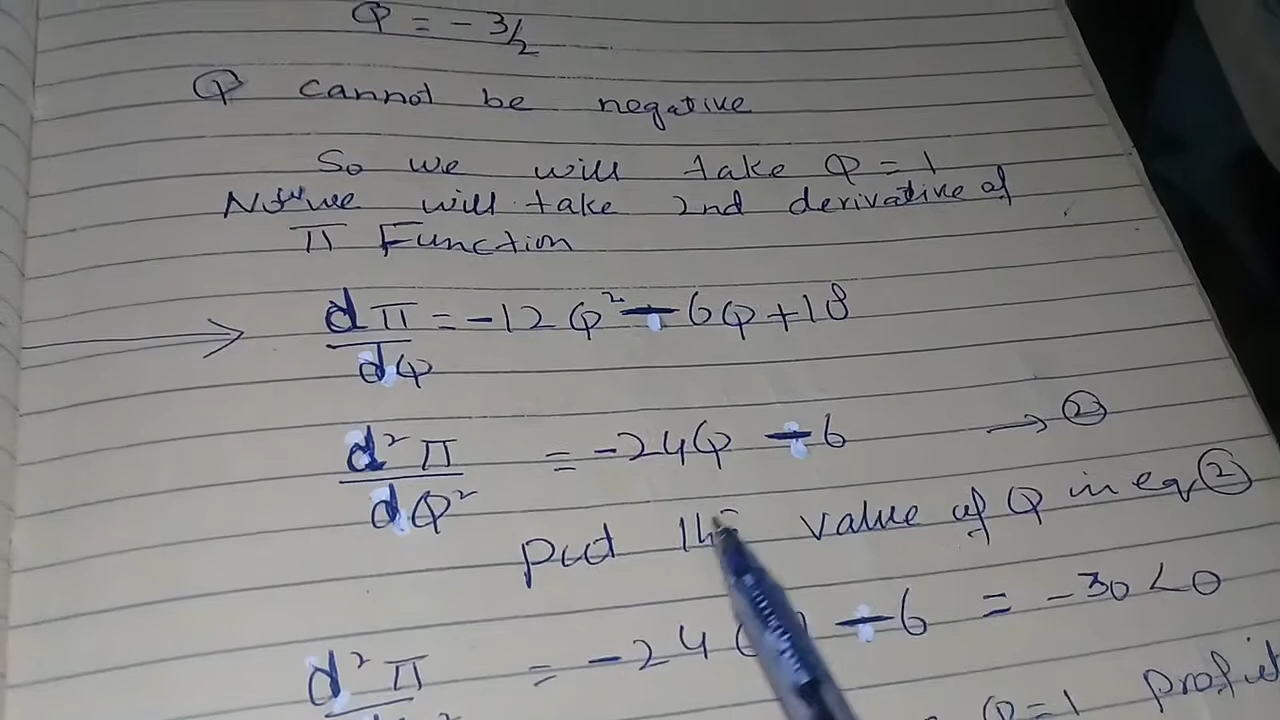 Q = - 3/2
Q cannot be negative
So we will take Q = 1
Now we will take 2nd derivative of
π Function
dπ/dQ = -12Q² - 6Q + 18
d²π/dQ² = -24Q - 6 → ②
put the value of Q in eq ②
d²π = -24( ) - 6 = -30 < 0
Q=1 profit